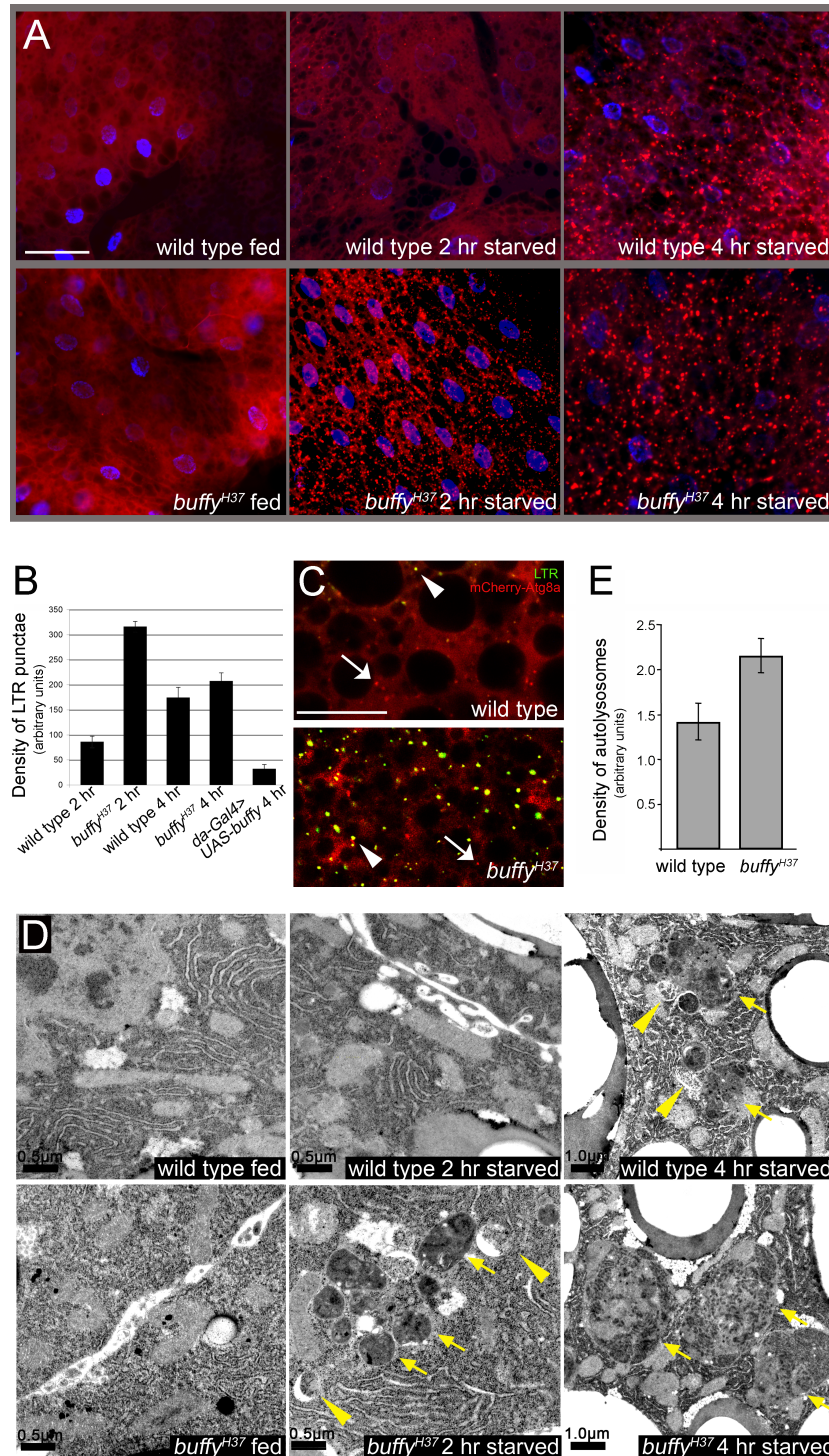 A
wild type fed
wild type 2 hr starved
wild type 4 hr starved
buffyH37 fed
buffyH37 2 hr starved
buffyH37 4 hr starved
B
Density of LTR punctae
(arbitrary units)
350
300
250
200
150
100
50
0
wild type 2 hr
buffyH37 2 hr
wild type 4 hr
buffyH37 4 hr
da-Gal4>
UAS-buffy 4 hr
C
LTR
mCherry-Atg8a
wild type
buffyH37
E
Density of autolysosomes
(arbitrary units)
2.5
2.0
1.5
1.0
0.5
wild type
buffyH37
D
0.5µm
wild type fed
0.5µm
wild type 2 hr starved
1.0µm
wild type 4 hr starved
0.5µm
buffyH37 fed
0.5µm
buffyH37 2 hr starved
1.0µm
buffyH37 4 hr starved